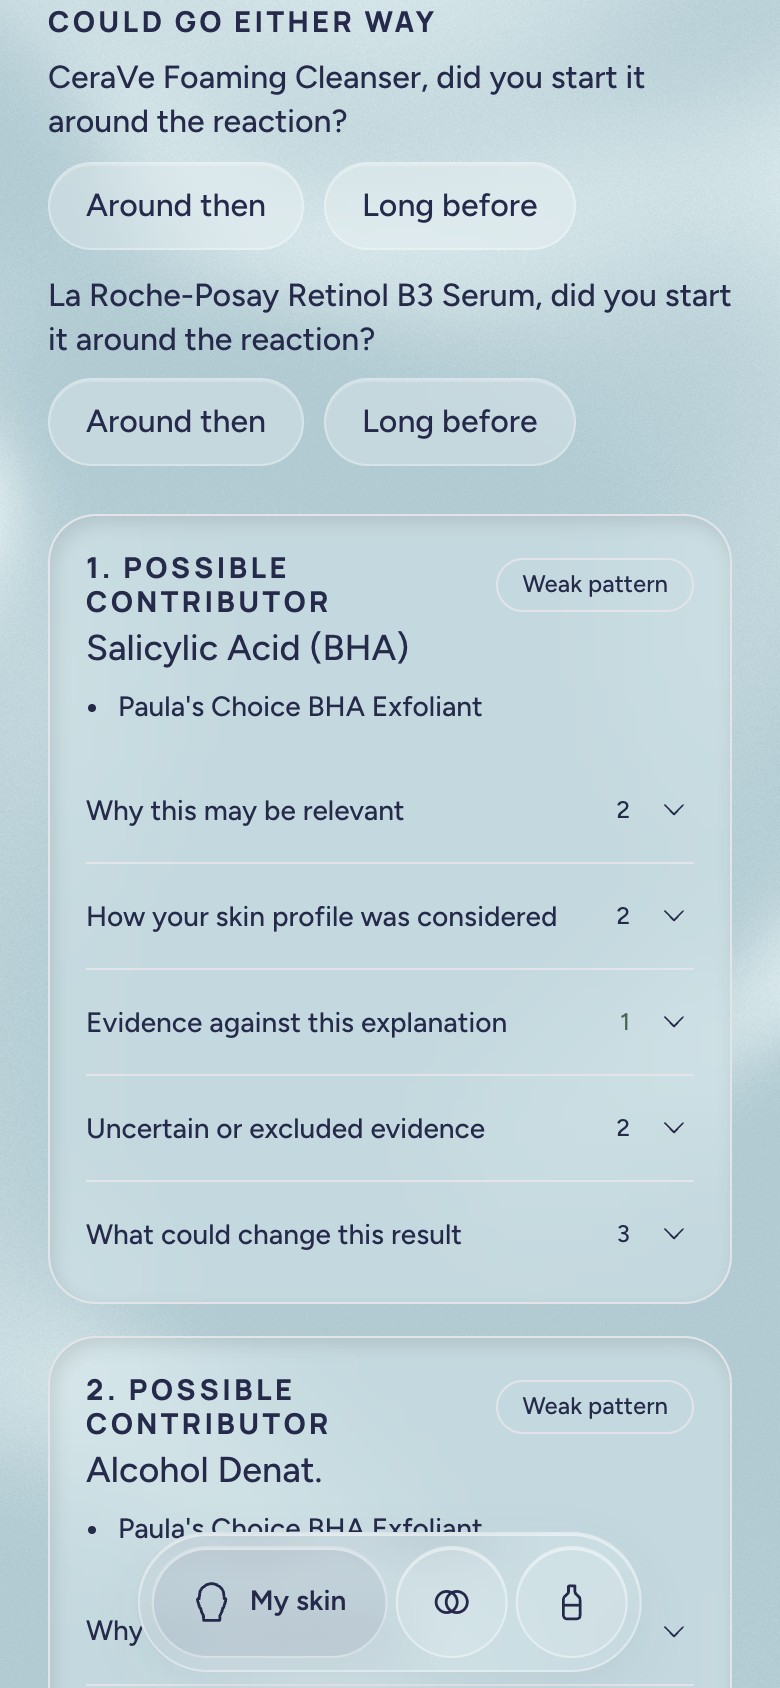 COULD GO EITHER WAY
CeraVe Foaming Cleanser, did you start it
around the reaction?
Around then
Long before
La Roche-Posay Retinol B3 Serum, did you start
it around the reaction?
Around then
Long before
1. POSSIBLE
CONTRIBUTOR
Weak pattern
Salicylic Acid (BHA)
• Paula's Choice BHA Exfoliant
Why this may be relevant 2
How your skin profile was considered 2
Evidence against this explanation 1
Uncertain or excluded evidence 2
What could change this result 3
2. POSSIBLE
CONTRIBUTOR
Weak pattern
Alcohol Denat.
• Paula's Choice BHA Exfoliant
Why
My skin